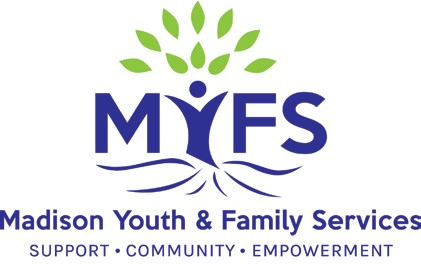 MYFS
Madison Youth & Family Services
SUPPORT • COMMUNITY • EMPOWERMENT